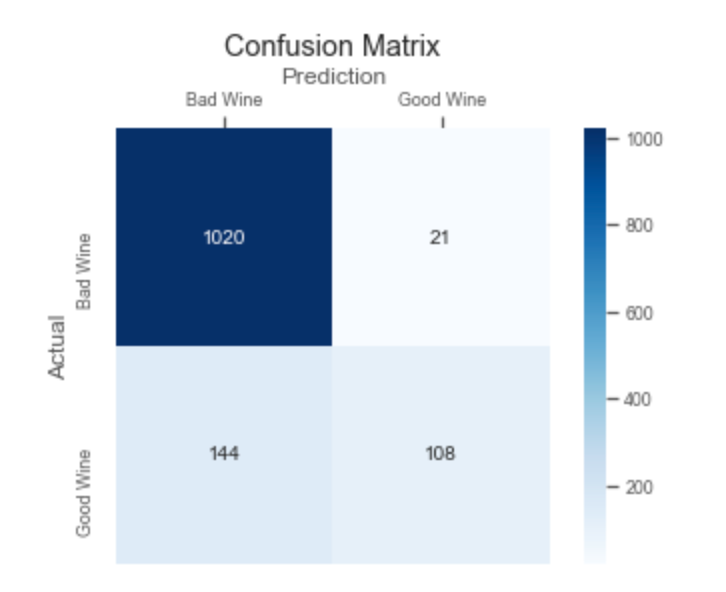 Confusion Matrix
Prediction
Bad Wine Good Wine
1000
800
600
400
200
Actual
Bad Wine
Good Wine
1020 21
144 108